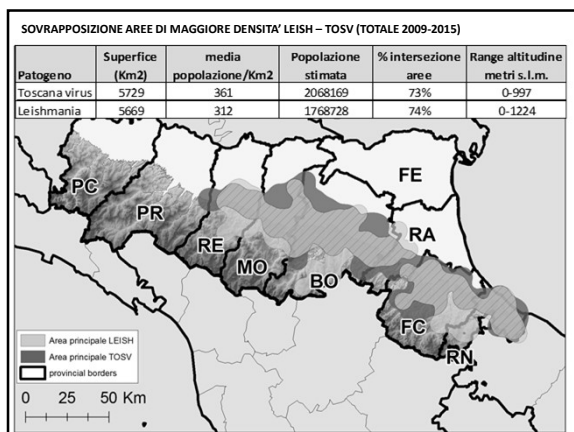 SOVRAPPOSIZIONE AREE DI MAGGIORE DENSITA' LEISH – TOSV (TOTALE 2009-2015)
Patogeno Superfice (Km2) media popolazione/Km2 Popolazione stimata % intersezione aree Range altitudine metri s.l.m.
Toscana virus 5729 361 2068169 73% 0-997
Leishmania 5669 312 1768728 74% 0-1224
PC
PR
RE
MO
BO
FE
RA
FC
RN
Area principale LEISH
Area principale TOSV
provincial borders
0 25 50 Km